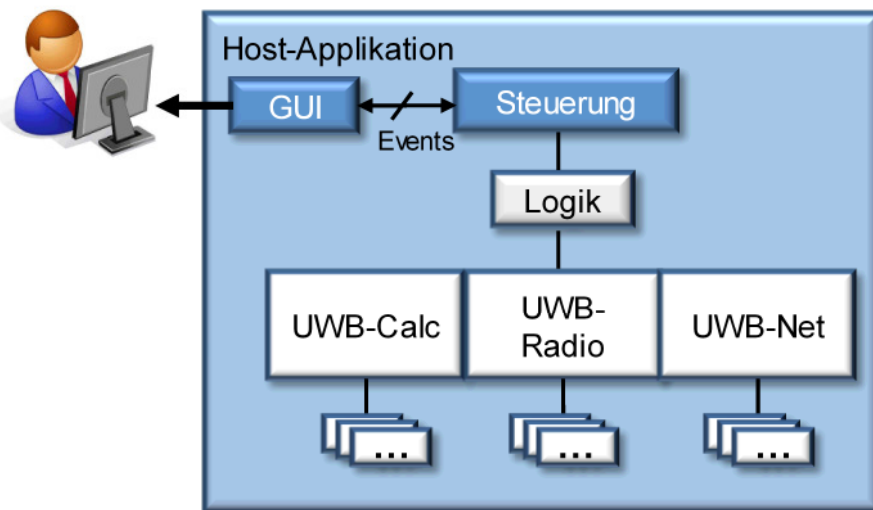 Host-Applikation
GUI
Steuerung
Events
Logik
UWB-Calc
UWB-
Radio
UWB-Net
...
...
...